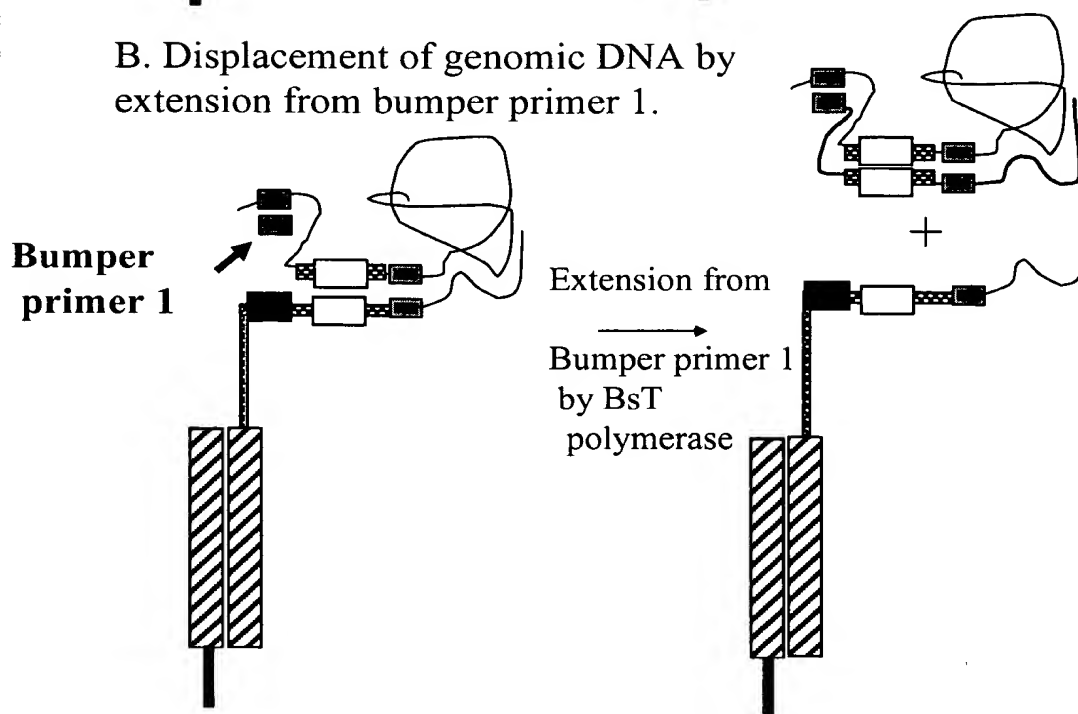 B. Displacement of genomic DNA by
extension from bumper primer 1.
Bumper
primer 1
Extension from
Bumper primer 1
by BsT
polymerase
+